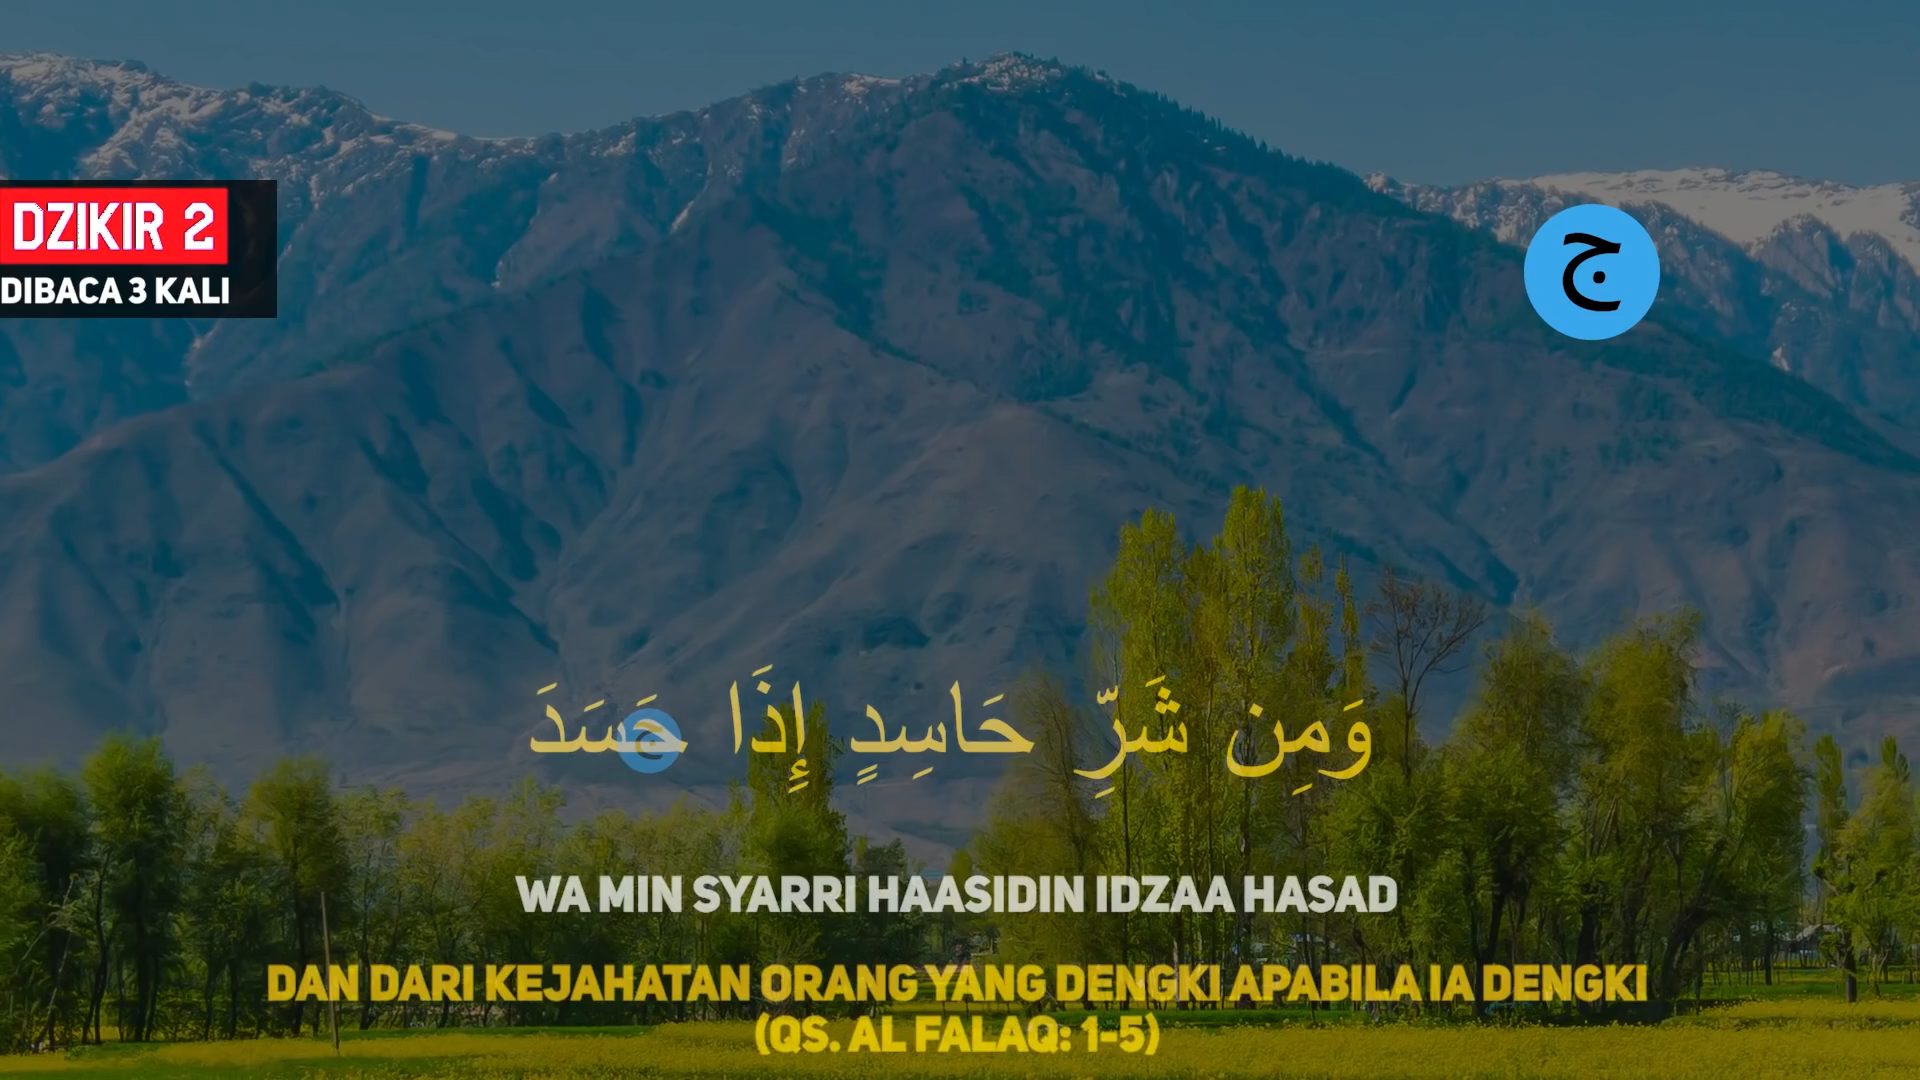 DZIKIR 2
DIBACA 3 KALI
ج
وَمِن شَرِّ حَاسِدٍ إِذَا حَسَدَ
ج
WA MIN SYARRI HAASIDIN IDZAA HASAD
DAN DARI KEJAHATAN ORANG YANG DENGKI APABILA IA DENGKI
(QS. AL FALAQ: 1-5)